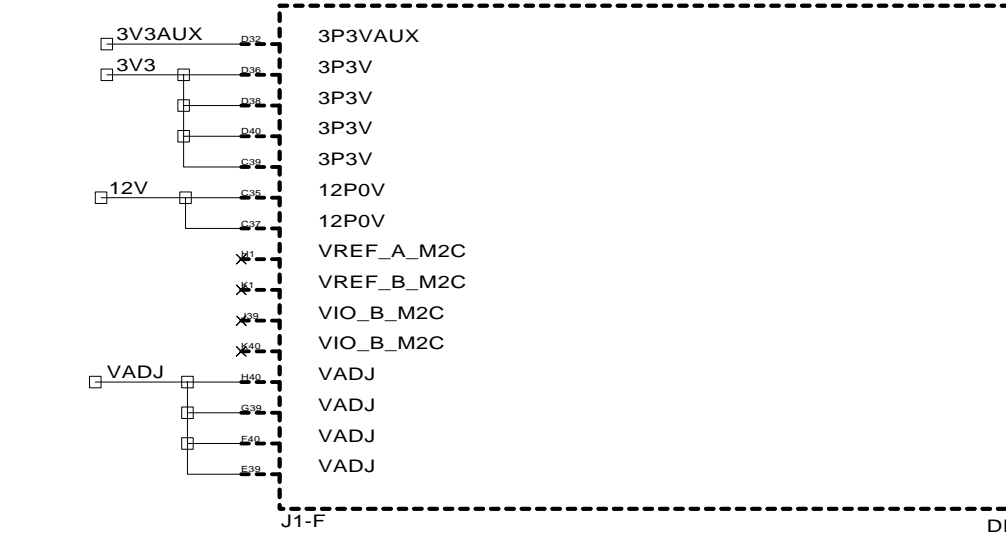 3V3AUX D32 3P3VAUX
3V3 D36 3P3V
D38 3P3V
D40 3P3V
C39 3P3V
12V C35 12P0V
C37 12P0V
H1 VREF_A_M2C
K1 VREF_B_M2C
J39 VIO_B_M2C
K40 VIO_B_M2C
VADJ H40 VADJ
G39 VADJ
F40 VADJ
E39 VADJ
J1-F